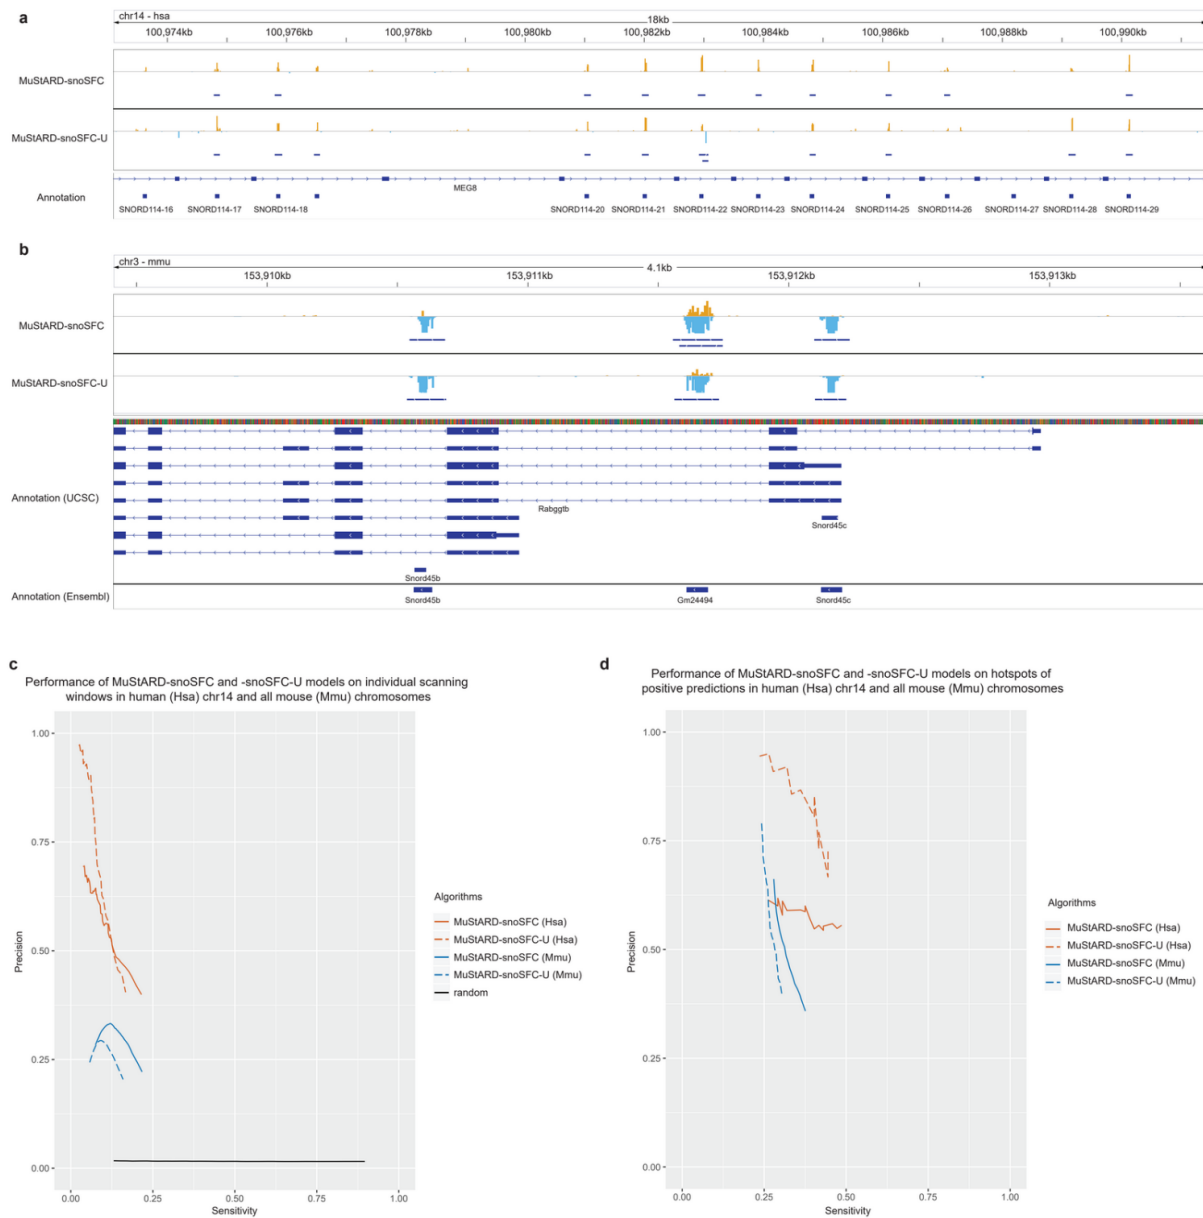 a
chr14 - hsa
18kb
100,974kb 100,976kb 100,978kb 100,980kb 100,982kb 100,984kb 100,986kb 100,988kb 100,990kb
MuStARD-snoSFC
MuStARD-snoSFC-U
MEG8
Annotation
SNORD114-16 SNORD114-17 SNORD114-18 SNORD114-20 SNORD114-21 SNORD114-22 SNORD114-23 SNORD114-24 SNORD114-25 SNORD114-26 SNORD114-27 SNORD114-28 SNORD114-29
b
chr3 - mmu
4.1kb
153,910kb 153,911kb 153,912kb 153,913kb
MuStARD-snoSFC
MuStARD-snoSFC-U
Annotation (UCSC)
Rabggtb
Snord45c
Snord45b
Annotation (Ensembl)
Snord45b Gm24494 Snord45c
c
Performance of MuStARD-snoSFC and -snoSFC-U models on individual scanning
windows in human (Hsa) chr14 and all mouse (Mmu) chromosomes
1.00
0.75
0.50
0.25
0.00
Precision
0.00 0.25 0.50 0.75 1.00
Sensitivity
Algorithms
MuStARD-snoSFC (Hsa)
MuStARD-snoSFC-U (Hsa)
MuStARD-snoSFC (Mmu)
MuStARD-snoSFC-U (Mmu)
random
d
Performance of MuStARD-snoSFC and -snoSFC-U models on hotspots of
positive predictions in human (Hsa) chr14 and all mouse (Mmu) chromosomes
1.00
0.75
0.50
0.25
0.00
Precision
0.00 0.25 0.50 0.75 1.00
Sensitivity
Algorithms
MuStARD-snoSFC (Hsa)
MuStARD-snoSFC-U (Hsa)
MuStARD-snoSFC (Mmu)
MuStARD-snoSFC-U (Mmu)